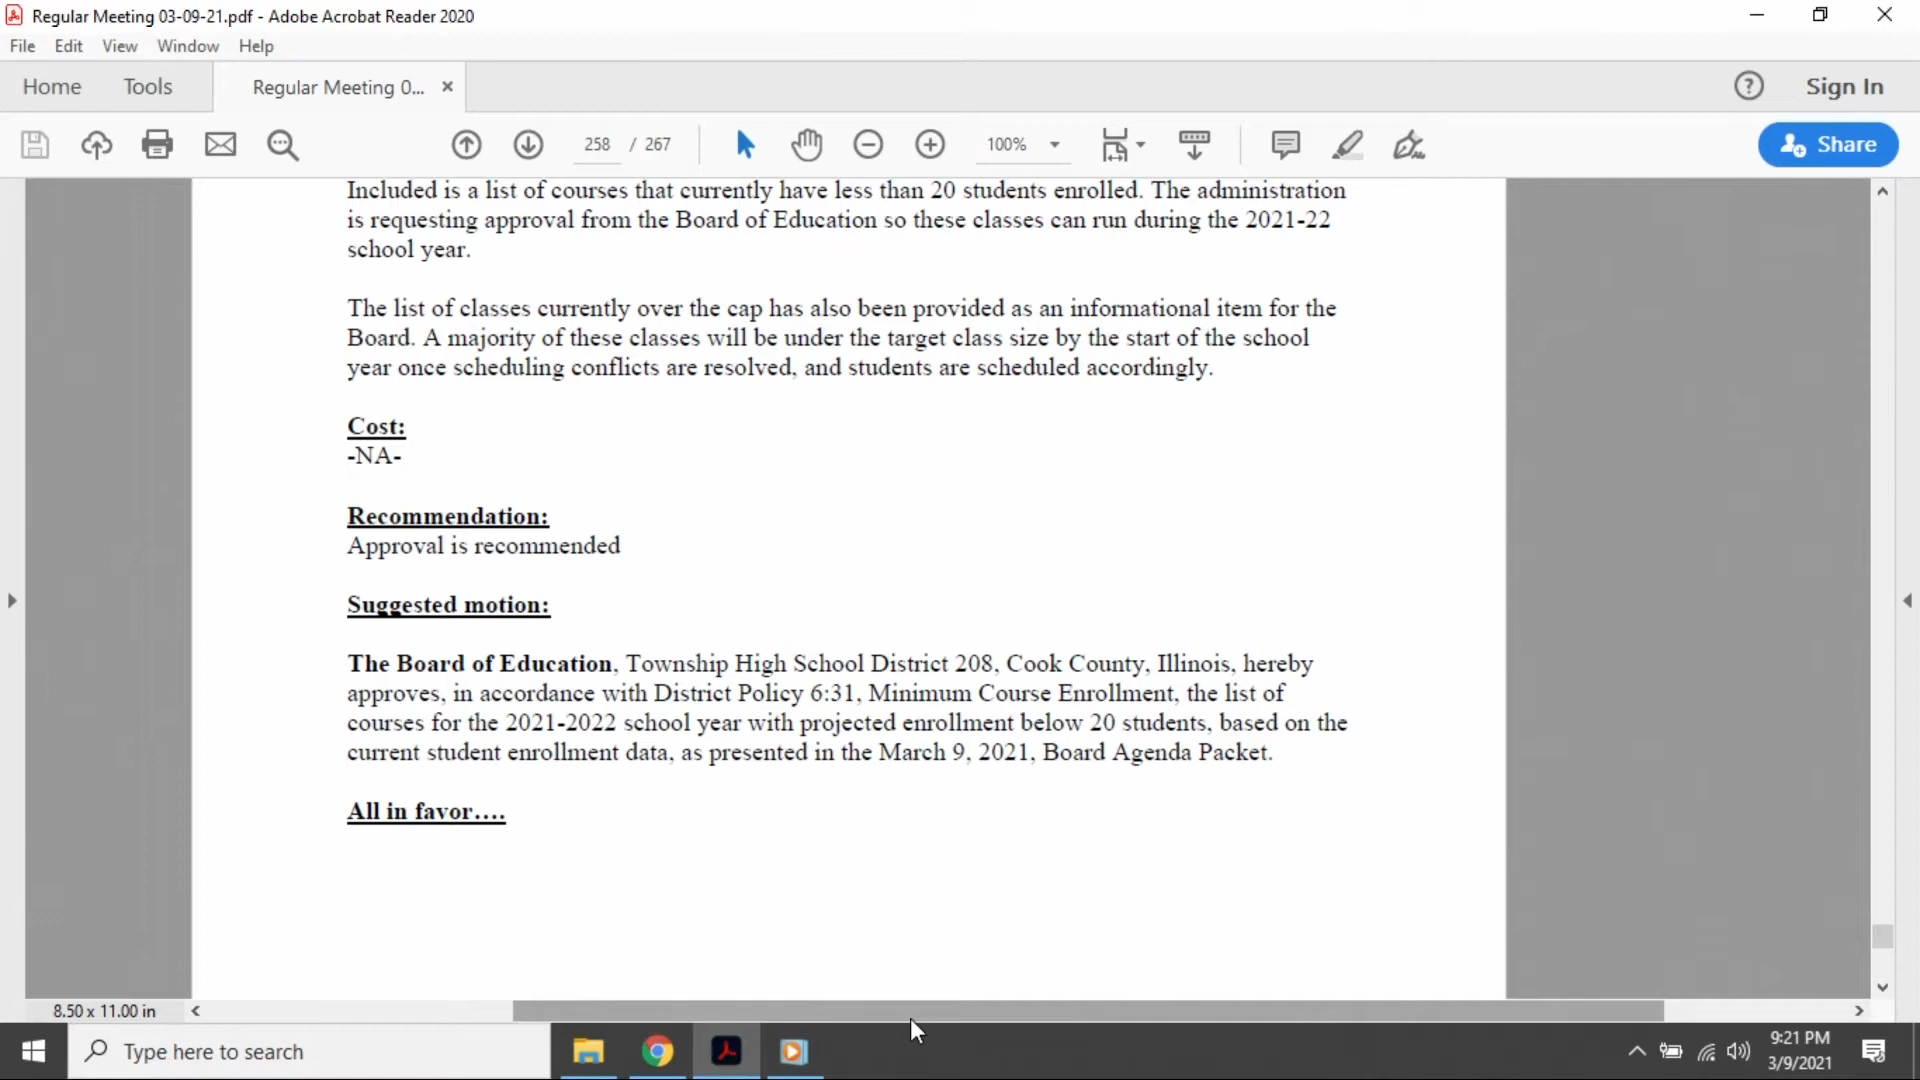 Regular Meeting 03-09-21.pdf - Adobe Acrobat Reader 2020
File Edit View Window Help
Home Tools Regular Meeting 0... × Sign In
258 / 267 100% Share
Included is a list of courses that currently have less than 20 students enrolled. The administration
is requesting approval from the Board of Education so these classes can run during the 2021-22
school year.
The list of classes currently over the cap has also been provided as an informational item for the
Board. A majority of these classes will be under the target class size by the start of the school
year once scheduling conflicts are resolved, and students are scheduled accordingly.
Cost:
-NA-
Recommendation:
Approval is recommended
Suggested motion:
The Board of Education, Township High School District 208, Cook County, Illinois, hereby
approves, in accordance with District Policy 6:31, Minimum Course Enrollment, the list of
courses for the 2021-2022 school year with projected enrollment below 20 students, based on the
current student enrollment data, as presented in the March 9, 2021, Board Agenda Packet.
All in favor….
8.50 x 11.00 in
Type here to search
9:21 PM
3/9/2021